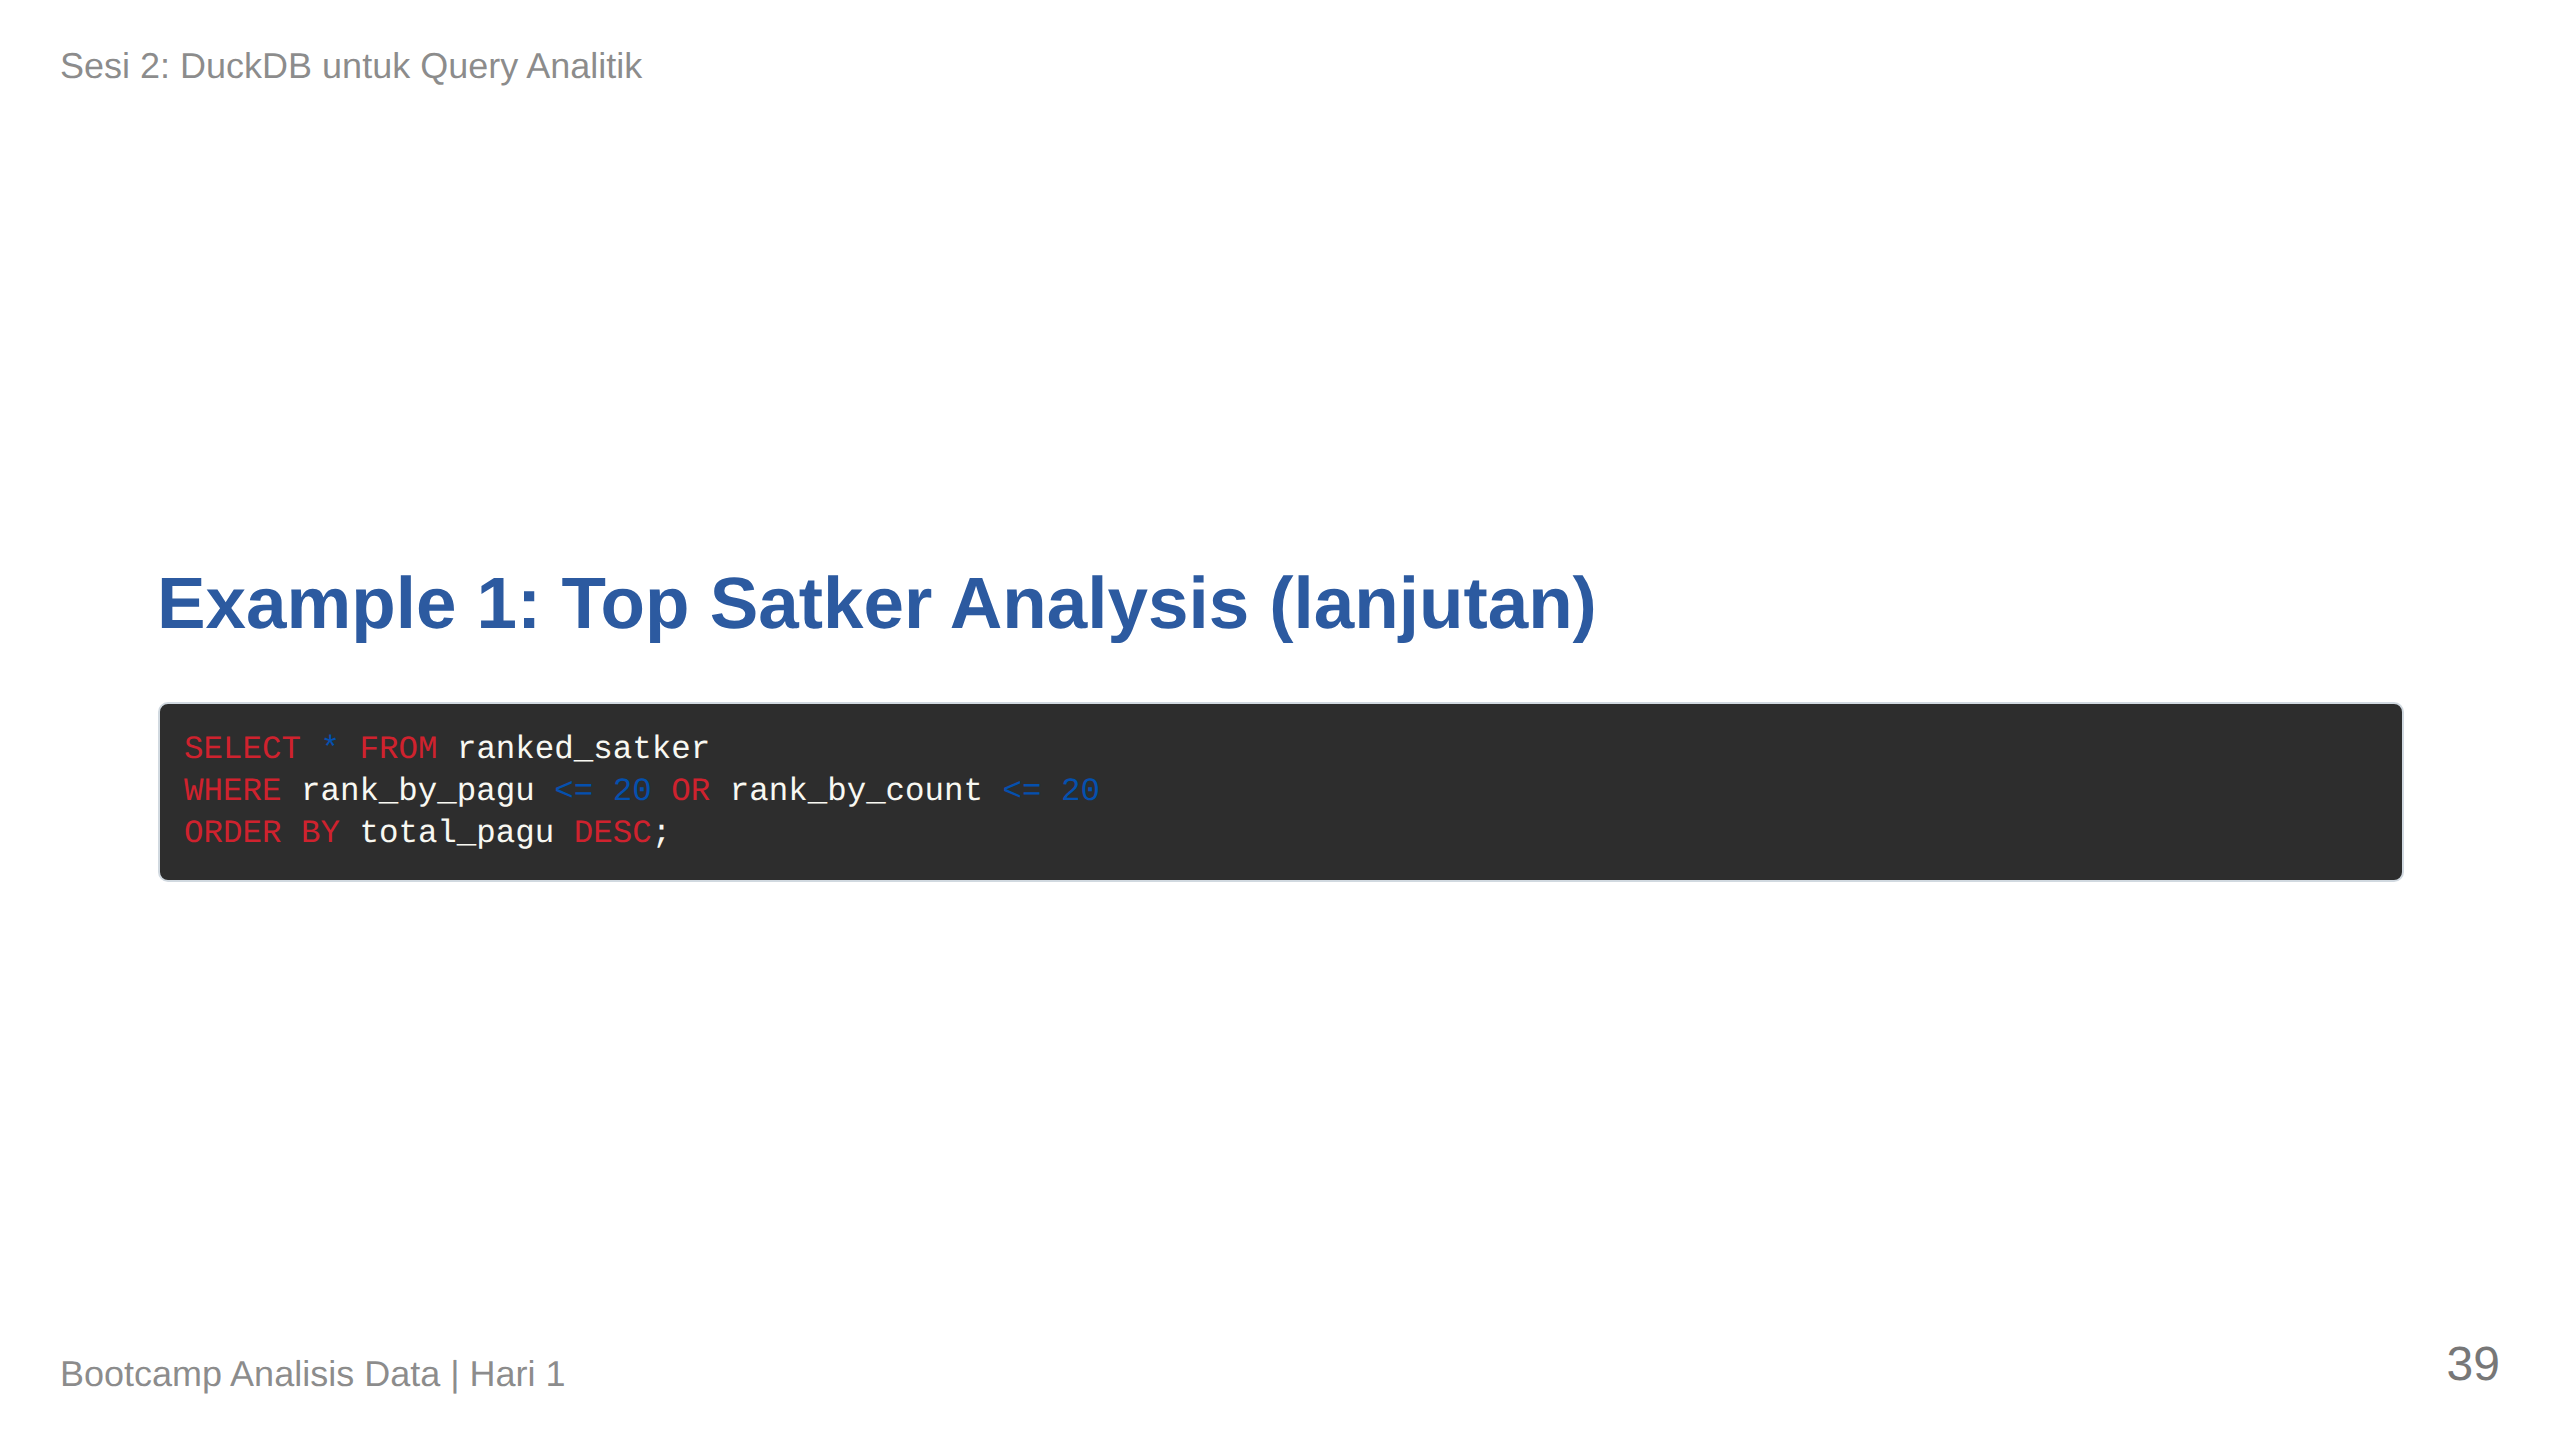 Sesi 2: DuckDB untuk Query Analitik
Example 1: Top Satker Analysis (lanjutan)
SELECT * FROM ranked_satker
WHERE rank_by_pagu <= 20 OR rank_by_count <= 20
ORDER BY total_pagu DESC;
Bootcamp Analisis Data | Hari 1
39